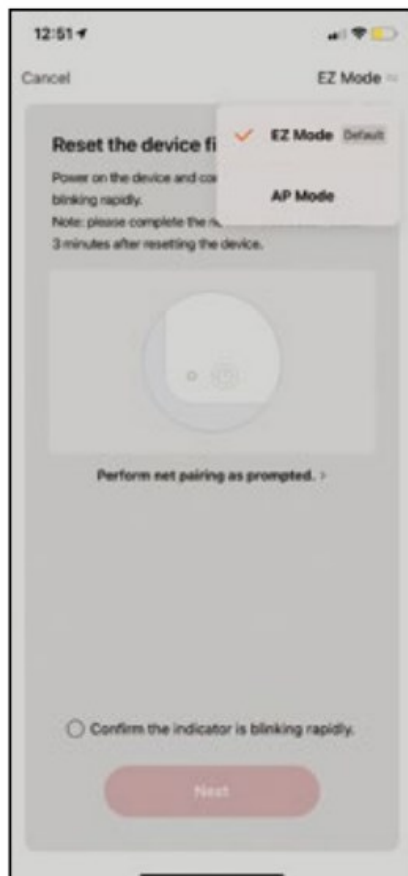 12:51
Cancel
EZ Mode
EZ Mode Default
AP Mode
Reset the device fi
Power on the device and con
blinking rapidly.
Note: please complete the
3 minutes after resetting the device.
Perform net pairing as prompted. >
Confirm the indicator is blinking rapidly.
Next